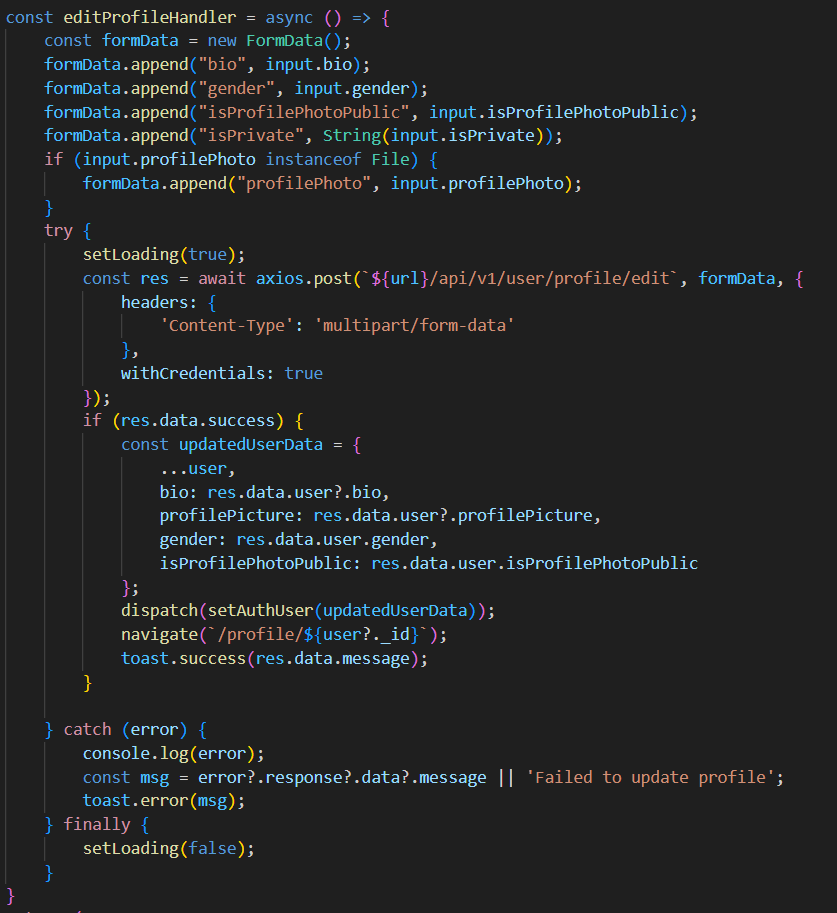 const editProfileHandler = async () => {
    const formData = new FormData();
    formData.append("bio", input.bio);
    formData.append("gender", input.gender);
    formData.append("isProfilePhotoPublic", input.isProfilePhotoPublic);
    formData.append("isPrivate", String(input.isPrivate));
    if (input.profilePhoto instanceof File) {
        formData.append("profilePhoto", input.profilePhoto);
    }
    try {
        setLoading(true);
        const res = await axios.post(`${url}/api/v1/user/profile/edit`, formData, {
            headers: {
                'Content-Type': 'multipart/form-data'
            },
            withCredentials: true
        });
        if (res.data.success) {
            const updatedUserData = {
                ...user,
                bio: res.data.user?.bio,
                profilePicture: res.data.user?.profilePicture,
                gender: res.data.user.gender,
                isProfilePhotoPublic: res.data.user.isProfilePhotoPublic
            };
            dispatch(setAuthUser(updatedUserData));
            navigate(`/profile/${user?._id}`);
            toast.success(res.data.message);
        }

    } catch (error) {
        console.log(error);
        const msg = error?.response?.data?.message || 'Failed to update profile';
        toast.error(msg);
    } finally {
        setLoading(false);
    }
}